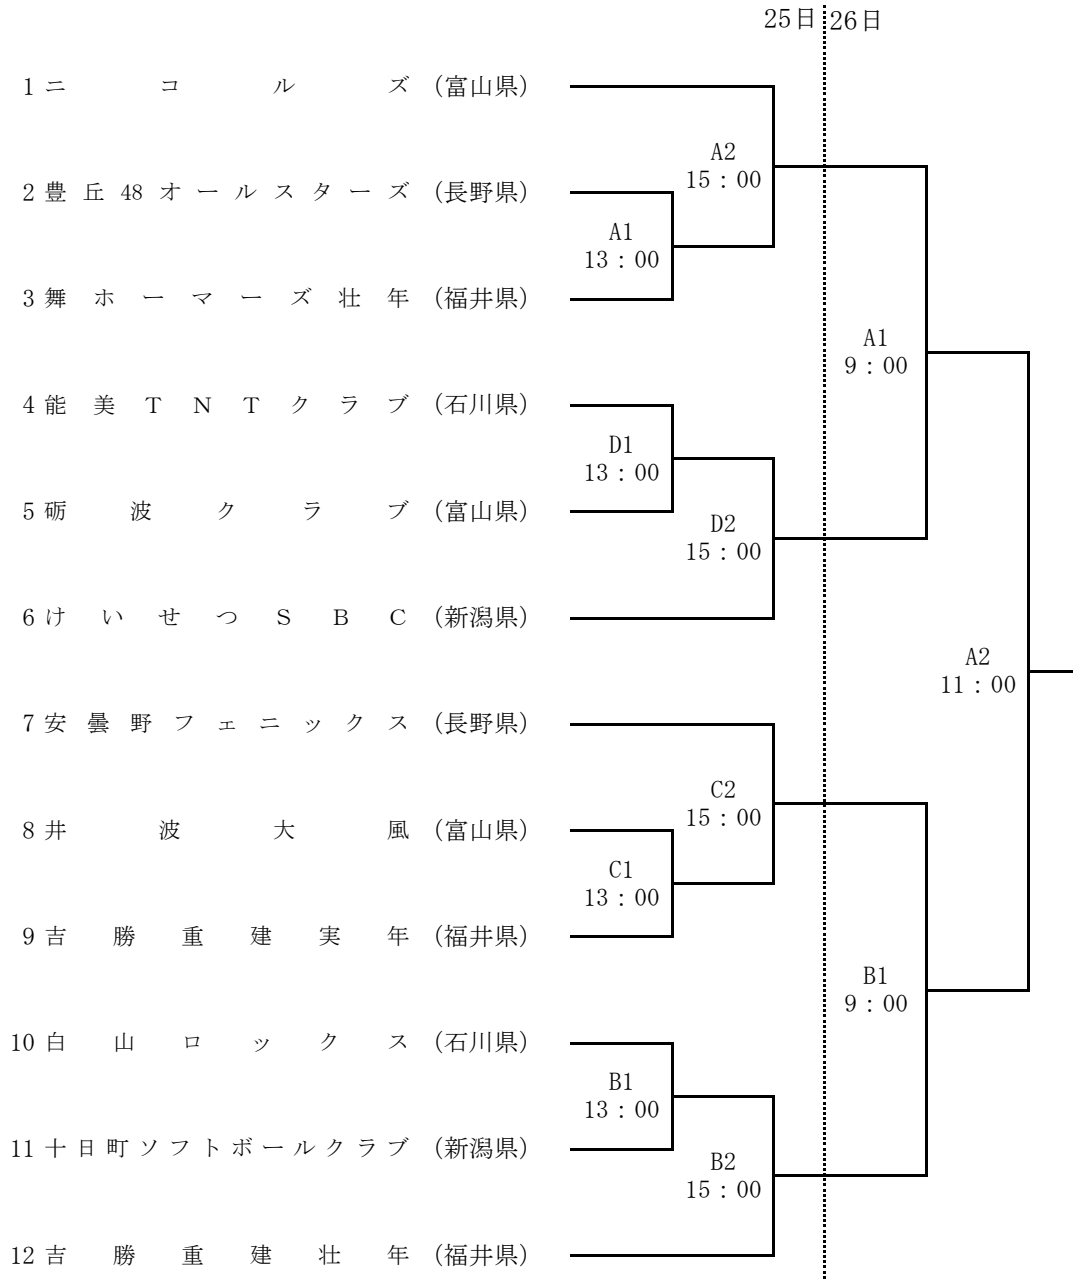 25日 26日
1 ニコルズ (富山県)
A2
15:00
2 豊丘48オールスターズ (長野県)
A1
13:00
3 舞ホーマーズ壮年 (福井県)
A1
9:00
4 能美TNTクラブ (石川県)
D1
13:00
5 砺波クラブ (富山県)
D2
15:00
6 けいせつSBC (新潟県)
A2
11:00
7 安曇野フェニックス (長野県)
C2
15:00
8 井波大風 (富山県)
C1
13:00
9 吉勝重建実年 (福井県)
B1
9:00
10 白山ロックス (石川県)
B1
13:00
11 十日町ソフトボールクラブ (新潟県)
B2
15:00
12 吉勝重建壮年 (福井県)